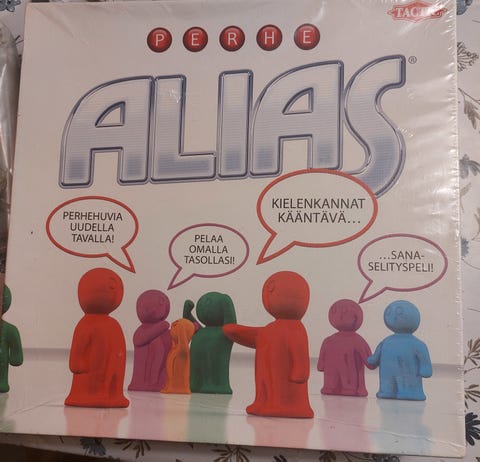 TACTIC
PERHE
ALIAS®
PERHEHUVIA
UUDELLA
TAVALLA!
PELAA
OMALLA
TASOLLASI!
KIELENKANNAT
KÄÄNTÄVÄ...
...SANA-
SELITYSPELI!